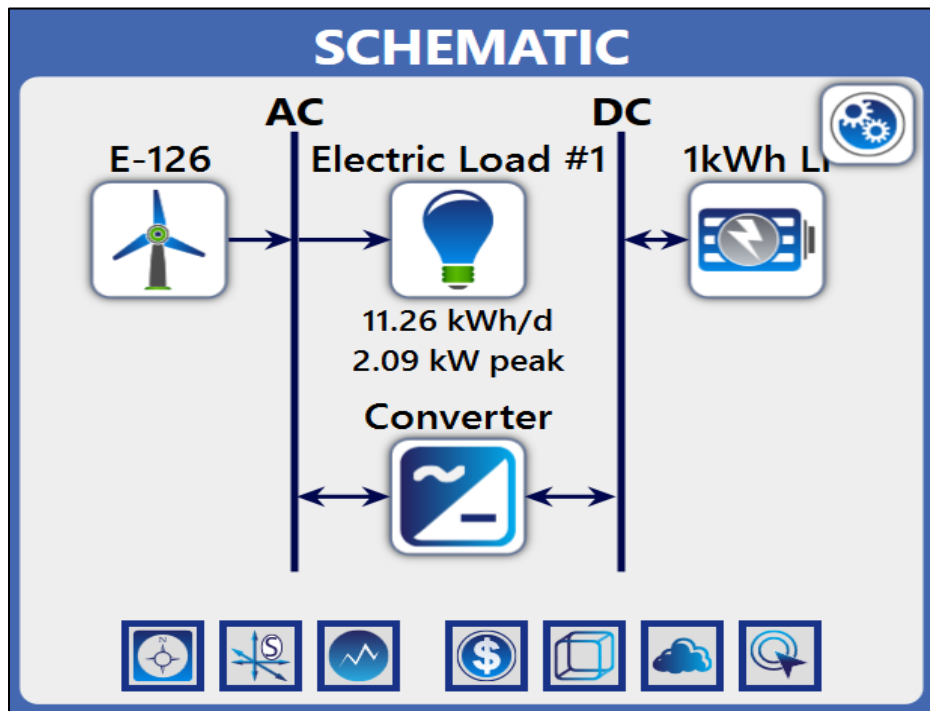 SCHEMATIC
AC
DC
E-126
Electric Load #1
1kWh LI
11.26 kWh/d
2.09 kW peak
Converter
N
S
$